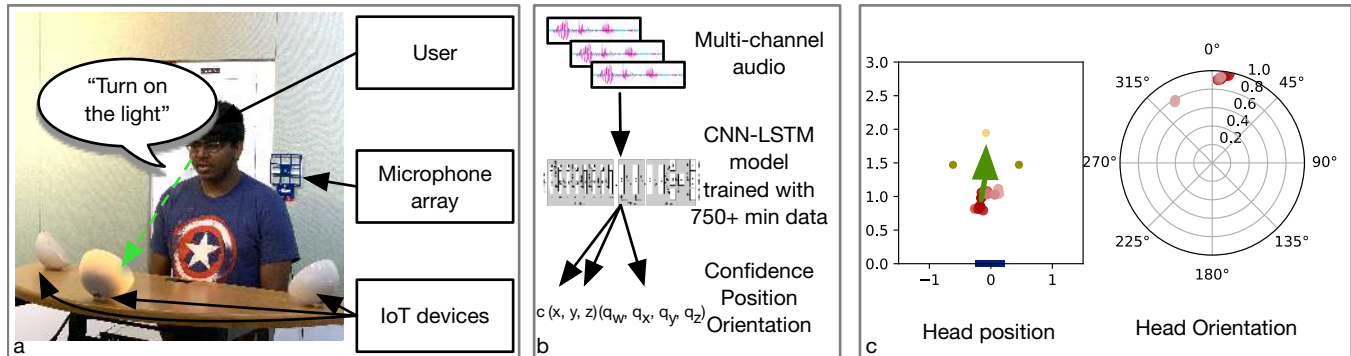 User
“Turn on
the light”
Microphone
array
IoT devices
a
Multi-channel
audio
CNN-LSTM
model
trained with
750+ min data
Confidence
Position
Orientation
c (x, y, z)(qw, qx, qy, qz)
b
3.0
2.5
2.0
1.5
1.0
0.5
0.0
−1
0
1
Head position
0°
45°
90°
135°
180°
225°
270°
315°
1.0
0.8
0.6
0.4
0.2
Head Orientation
c